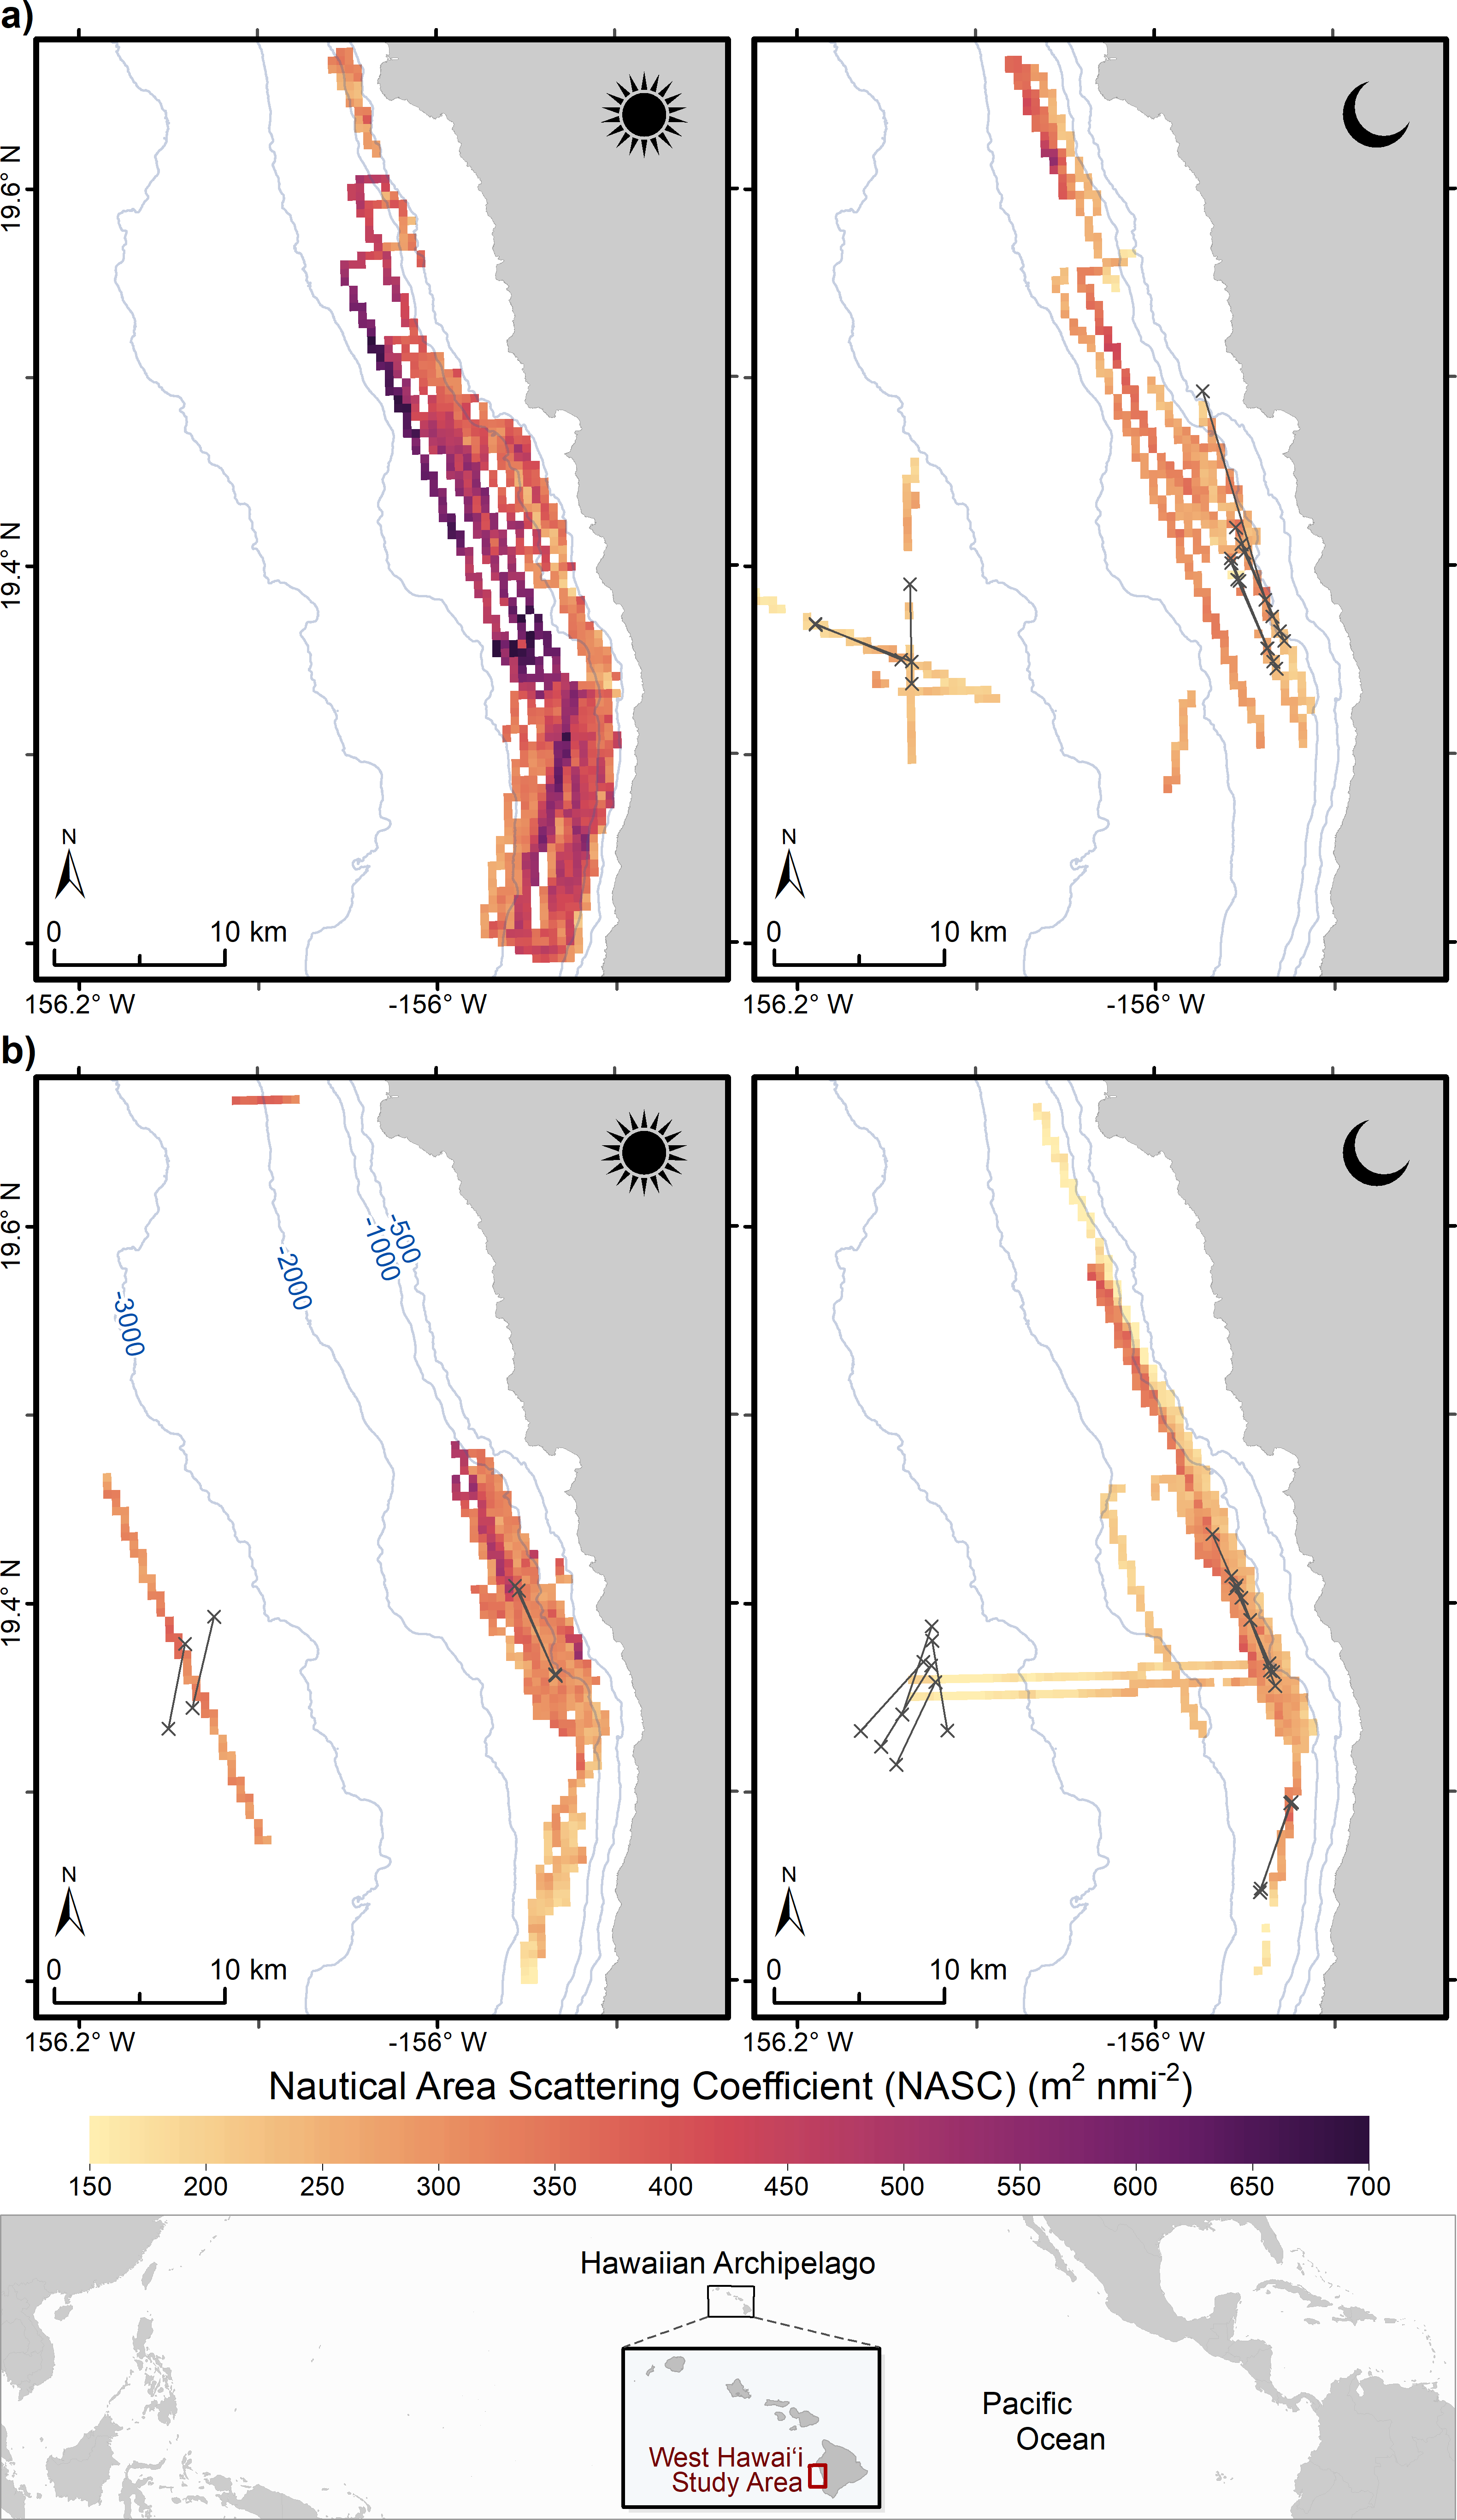 a)
19.6° N
19.4° N
N
0 10 km
N
0 10 km
156.2° W -156° W
156.2° W -156° W
b)
19.6° N
19.4° N
-500
-1000
-2000
-3000
N
0 10 km
N
0 10 km
156.2° W -156° W
156.2° W -156° W
Nautical Area Scattering Coefficient (NASC) (m² nmi⁻²)
150 200 250 300 350 400 450 500 550 600 650 700
Hawaiian Archipelago
Pacific
Ocean
West Hawaiʻi
Study Area